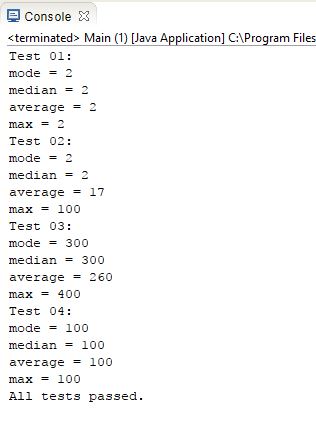 Console
<terminated> Main (1) [Java Application] C:\Program Files
Test 01:
mode = 2
median = 2
average = 2
max = 2
Test 02:
mode = 2
median = 2
average = 17
max = 100
Test 03:
mode = 300
median = 300
average = 260
max = 400
Test 04:
mode = 100
median = 100
average = 100
max = 100
All tests passed.